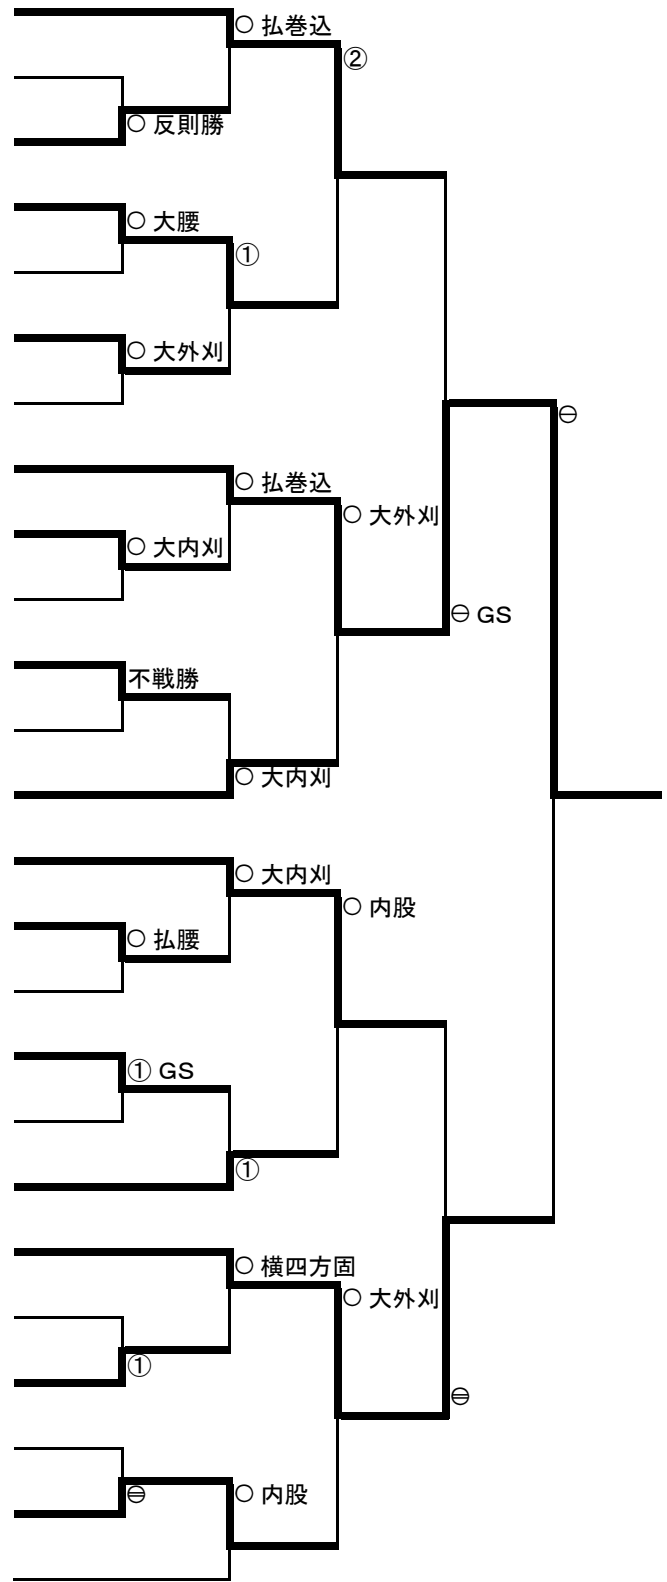 ○ 払巻込
②
○ 反則勝
○ 大腰
①
○ 大外刈
⊖
○ 払巻込
○ 大外刈
○ 大内刈
⊖ GS
不戦勝
○ 大内刈
○ 大内刈
○ 内股
○ 払腰
① GS
①
○ 横四方固
○ 大外刈
①
㊁
○ 内股
㊁